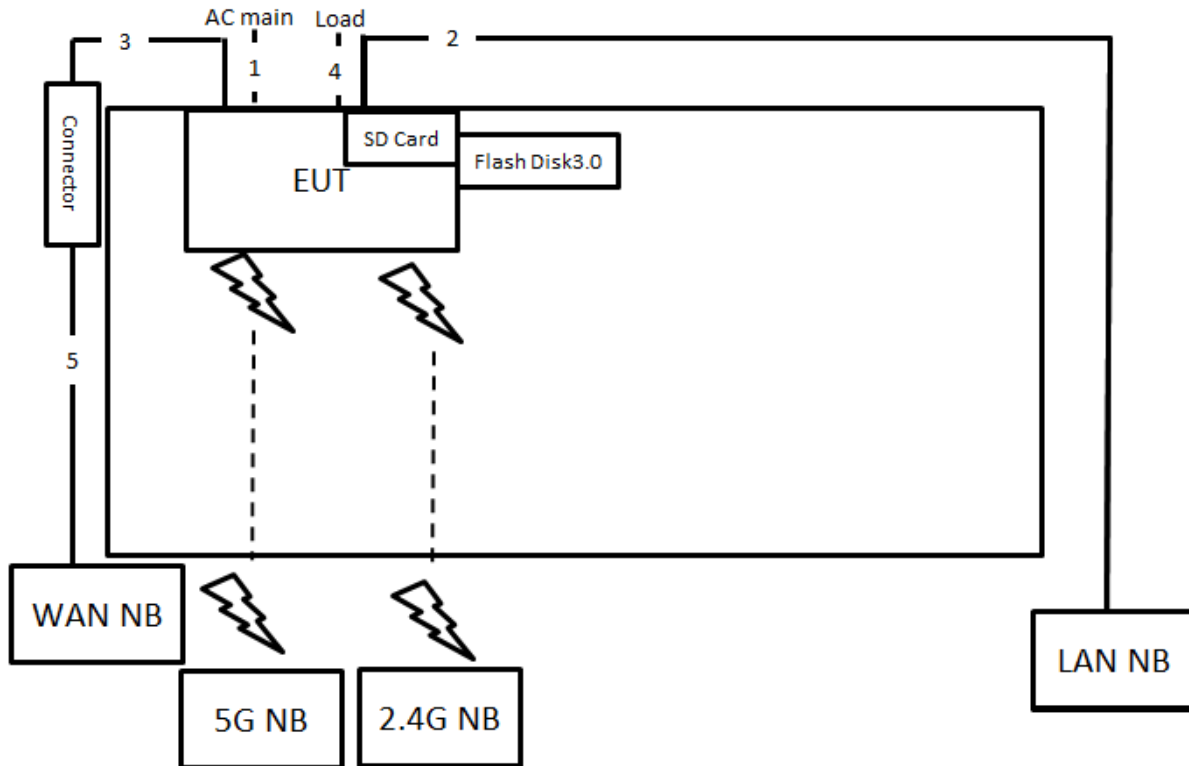 AC main
Load
3
2
1
4
Connector
SD Card
Flash Disk3.0
EUT
5
WAN NB
LAN NB
5G NB
2.4G NB